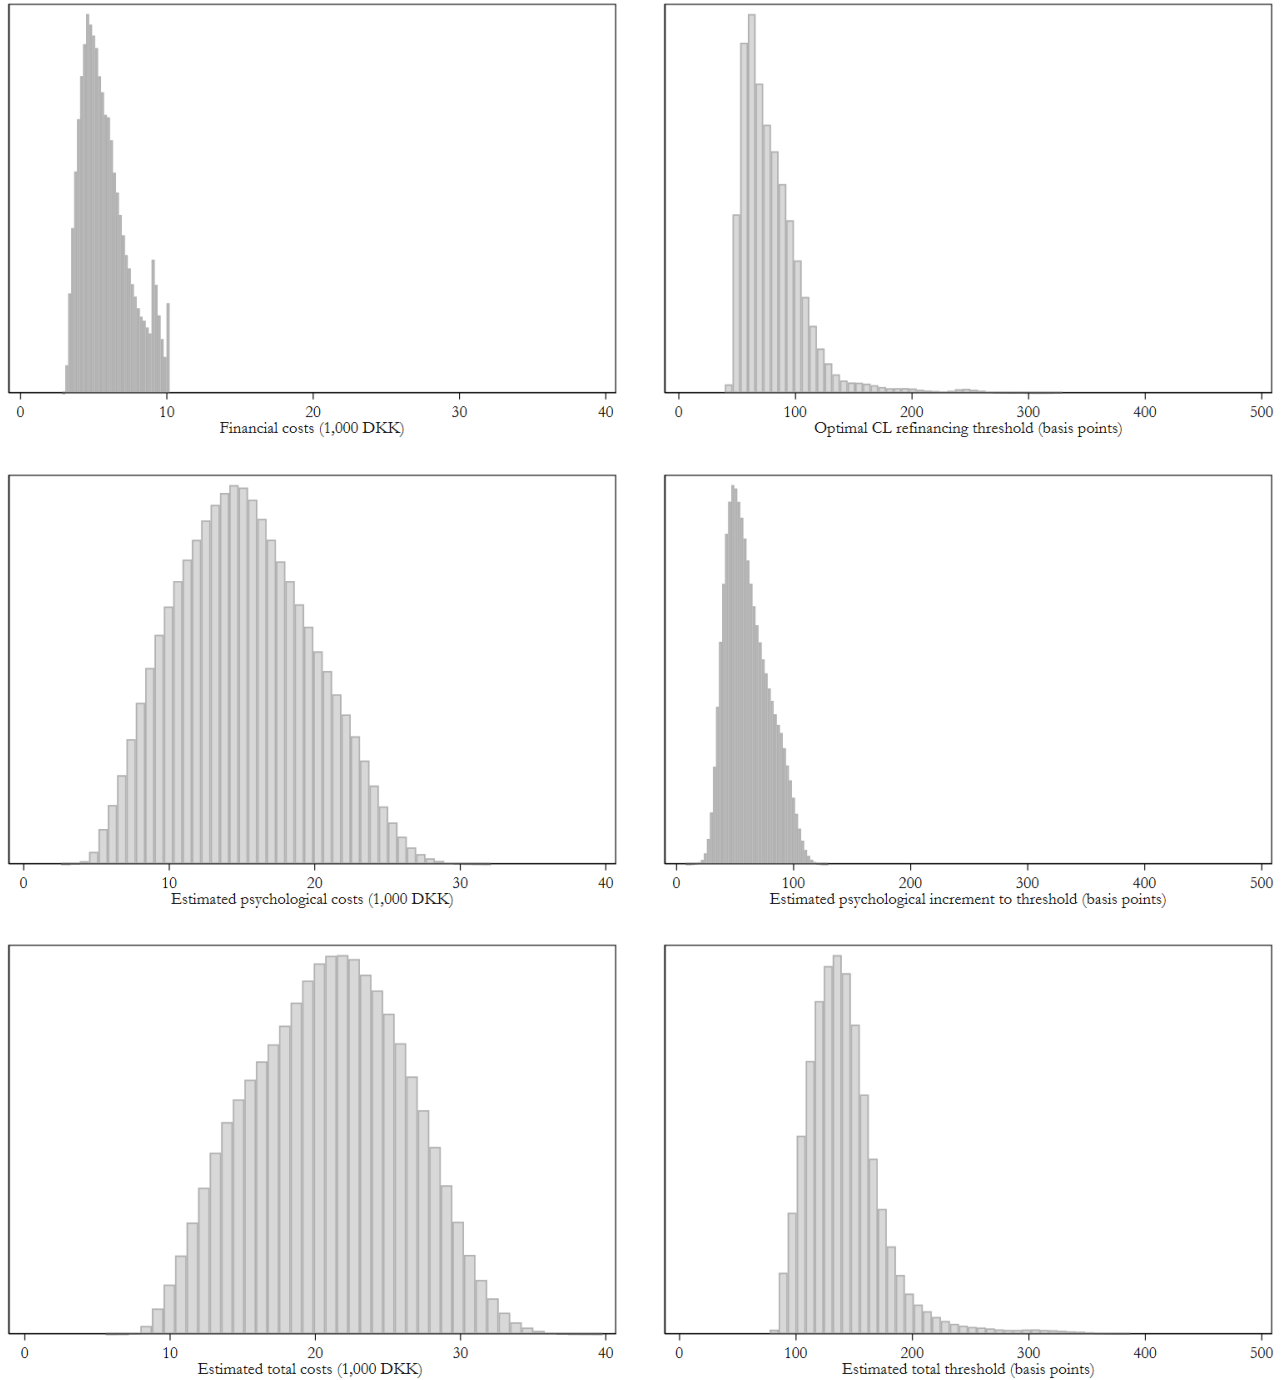 0 10 20 30 40
Financial costs (1,000 DKK)
0 100 200 300 400 500
Optimal CL refinancing threshold (basis points)
0 10 20 30 40
Estimated psychological costs (1,000 DKK)
0 100 200 300 400 500
Estimated psychological increment to threshold (basis points)
0 10 20 30 40
Estimated total costs (1,000 DKK)
0 100 200 300 400 500
Estimated total threshold (basis points)